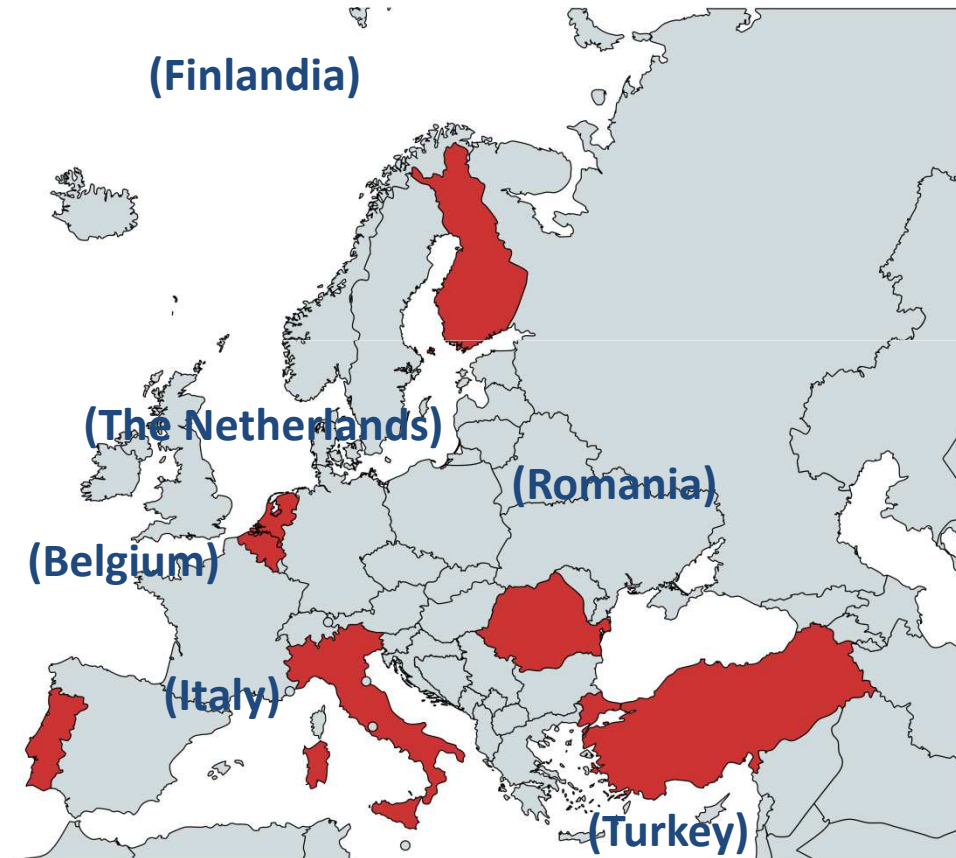 (Finlandia)
(The Netherlands)
(Romania)
(Belgium)
(Italy)
(Turkey)